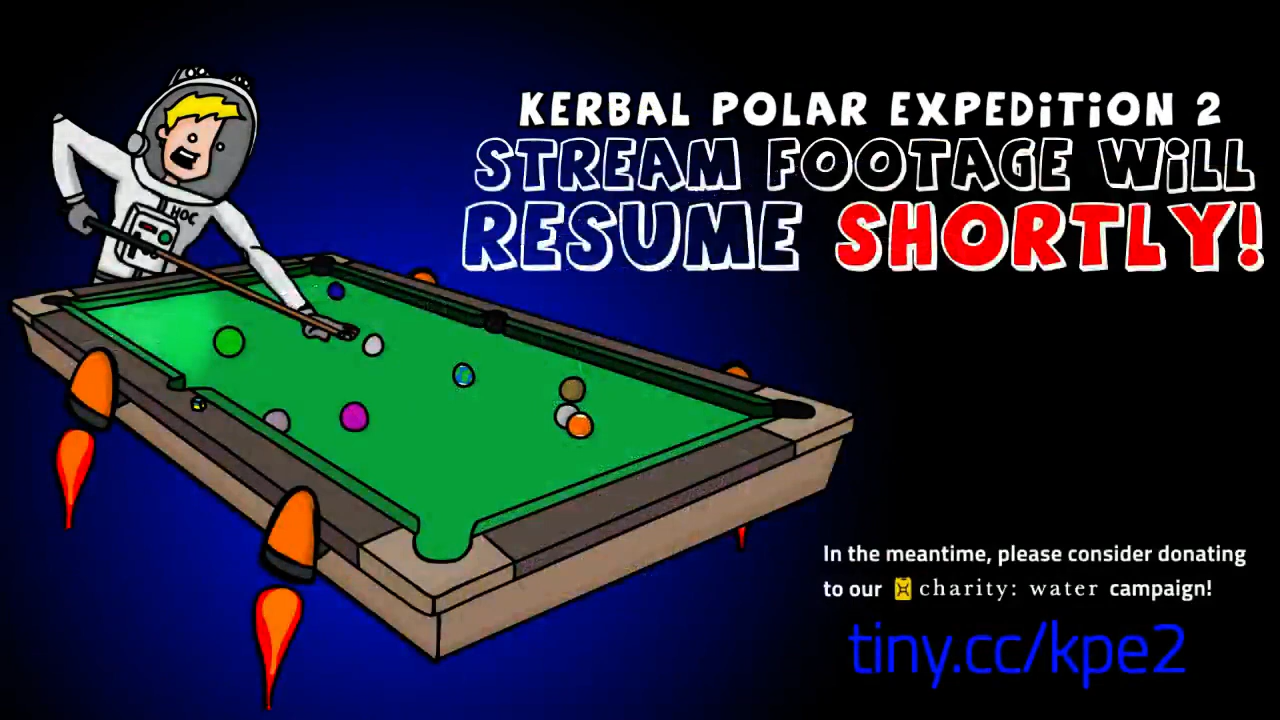 KERBAL POLAR EXPEDiTiON 2
STREAM FOOTAGE WiLL
RESUME SHORTLY!
HOC
In the meantime, please consider donating
to our charity: water campaign!
tiny.cc/kpe2